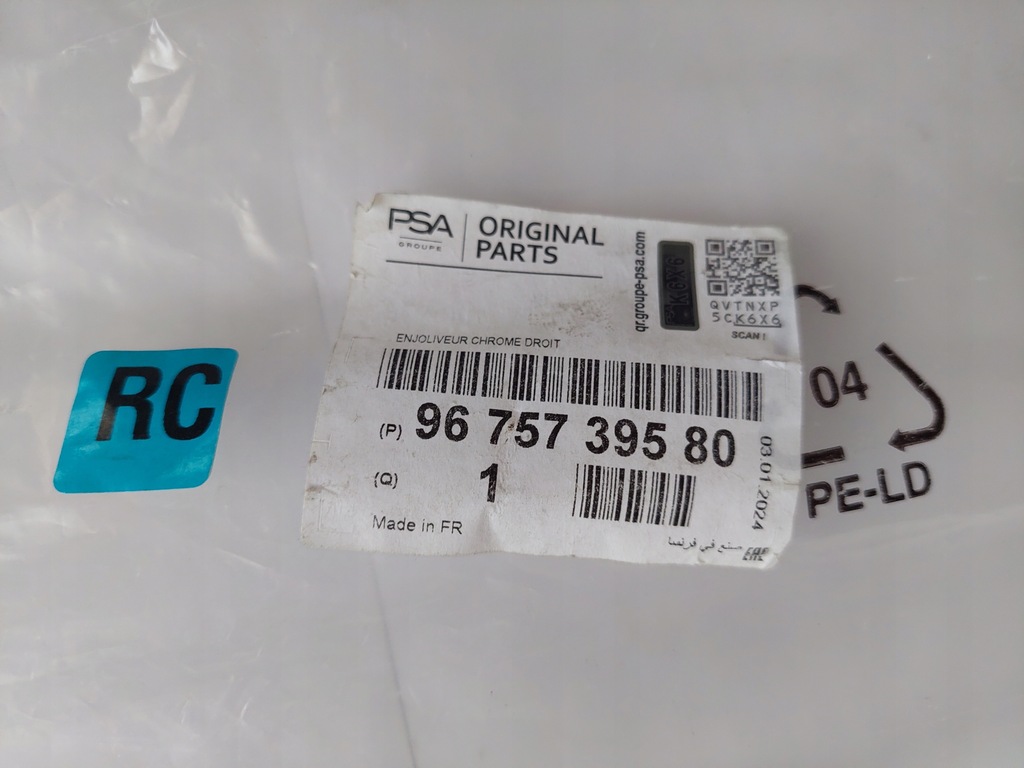 PSA
GROUPE
ORIGINAL
PARTS
qr.groupe-psa.com
K6X6
QVTNXP
5CK6X6
SCAN !
ENJOLIVEUR CHROME DROIT
(P) 96 757 395 80
(Q) 1
03.01.2024
Made in FR
صنع في فرنسا
EAC
RC
04
PE-LD